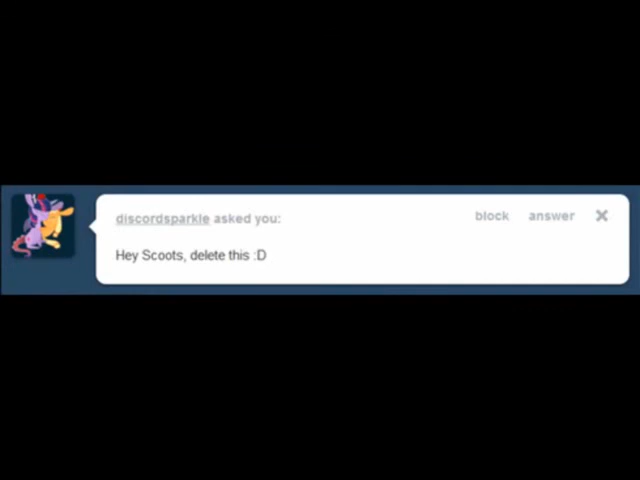 discordsparkle asked you:
block answer
Hey Scoots, delete this :D